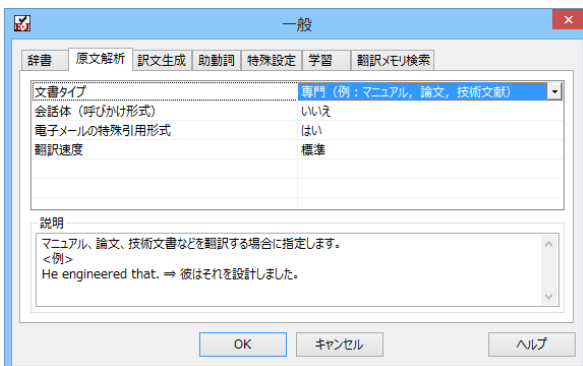 一般
辞書 原文解析 訳文生成 助動詞 特殊設定 学習 翻訳メモリ検索
文書タイプ 専門（例：マニュアル，論文，技術文献）
会話体（呼びかけ形式） いいえ
電子メールの特殊引用形式 はい
翻訳速度 標準
説明
マニュアル、論文、技術文書などを翻訳する場合に指定します。
<例>
He engineered that. ⇒ 彼はそれを設計しました。
OK キャンセル ヘルプ